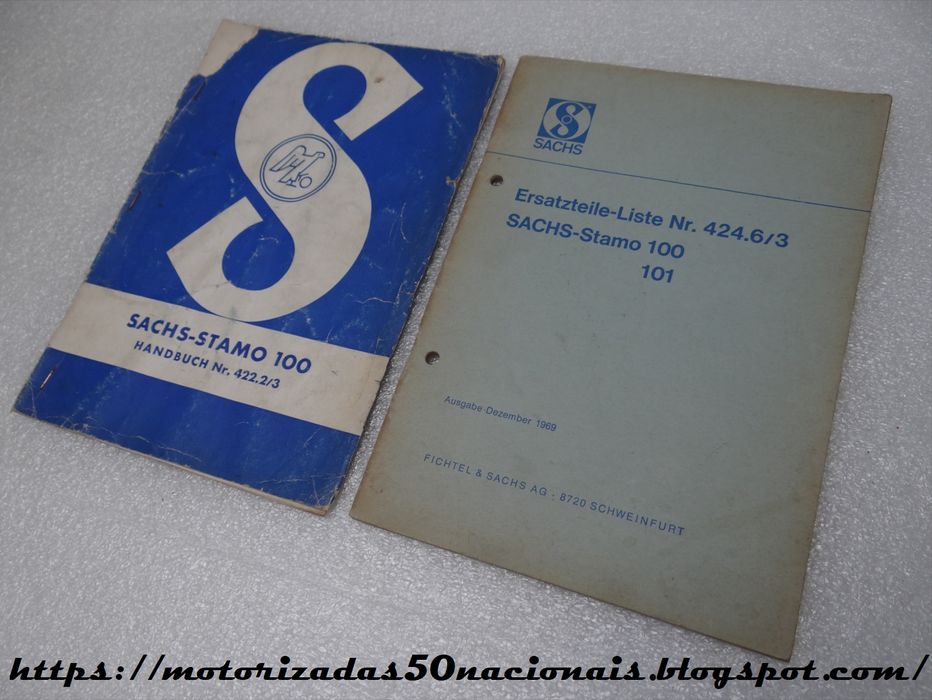 SACHS-STAMO 100
HANDBUCH Nr. 422.2/3
SACHS
Ersatzteile-Liste Nr. 424.6/3
SACHS-Stamo 100
101
Ausgabe Dezember 1969
FICHTEL & SACHS AG · 8720 SCHWEINFURT
https://motorizadas50nacionais.blogspot.com/